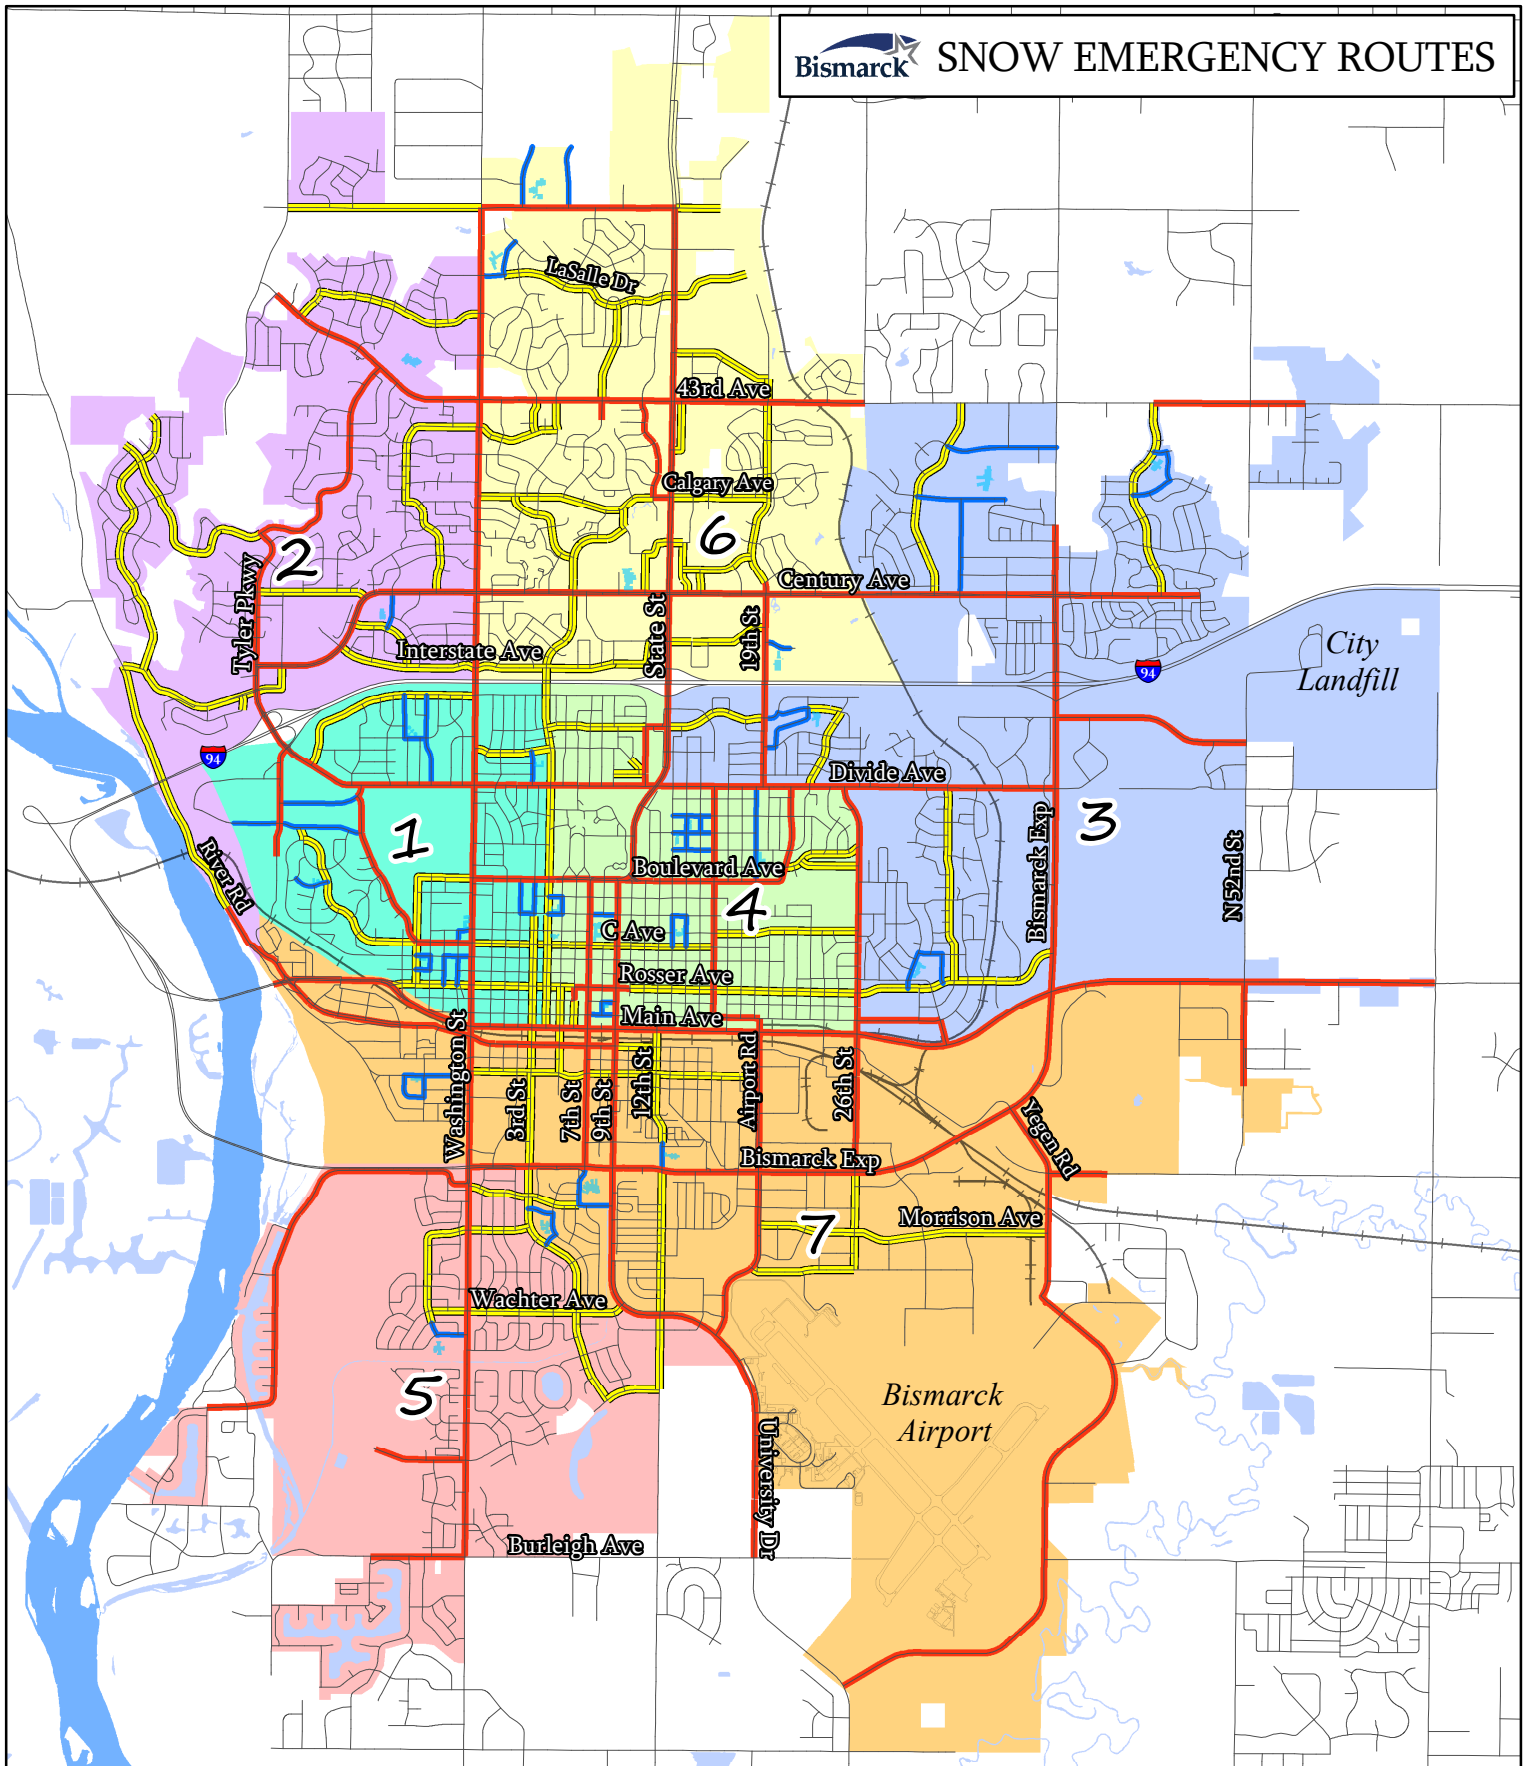 Bismarck
SNOW EMERGENCY ROUTES
LaSalle Dr
43rd Ave
Calgary Ave
6
2
Century Ave
Tyler Pkwy
State St
19th St
Interstate Ave
City
Landfill
94
94
Divide Ave
1
3
Bismarck Exp
N 52nd St
River Rd
Boulevard Ave
4
C Ave
Rosser Ave
Main Ave
Washington St
3rd St
7th St
9th St
12th St
Airport Rd
26th St
Yegen Rd
Bismarck Exp
7
Morrison Ave
Wachter Ave
5
Bismarck
Airport
University Dr
Burleigh Ave